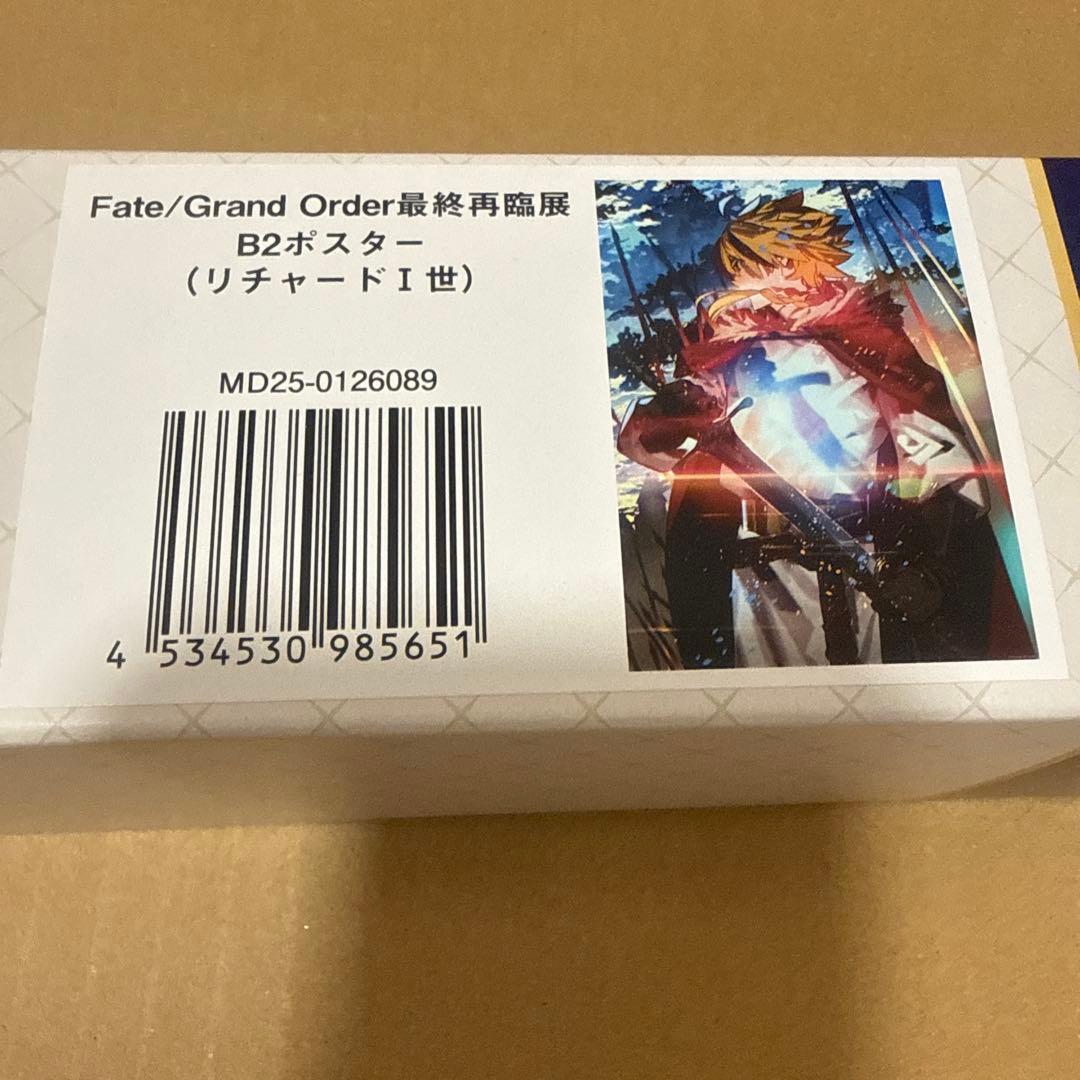 Fate/Grand Order最終再臨展
B2ポスター
(リチャードⅠ世)
MD25-0126089
4 534530 985651